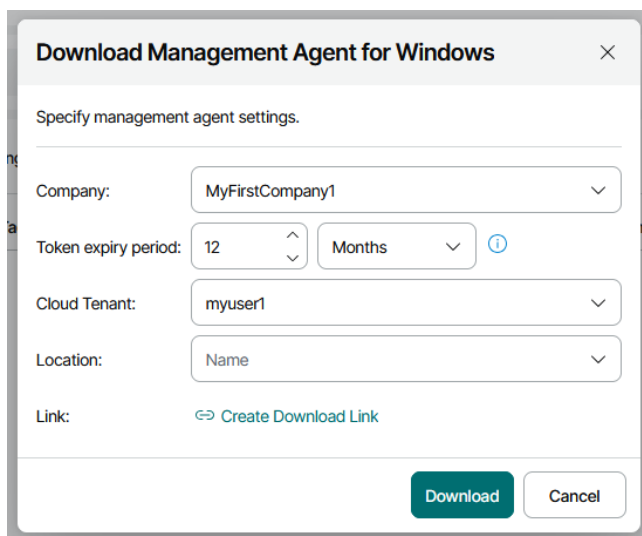 Download Management Agent for Windows
Specify management agent settings.
Company: MyFirstCompany1
Token expiry period: 12 Months
Cloud Tenant: myuser1
Location: Name
Link: Create Download Link
Download Cancel